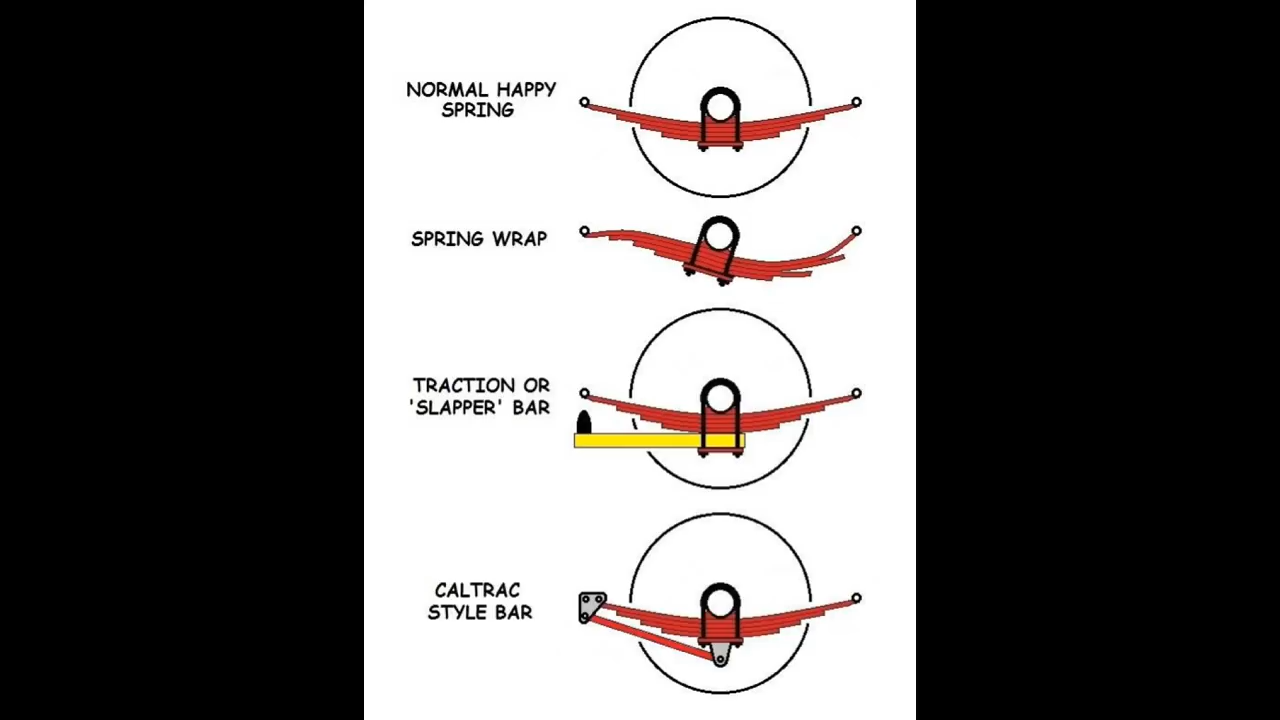 NORMAL HAPPY
SPRING
SPRING WRAP
TRACTION OR
'SLAPPER' BAR
CALTRAC
STYLE BAR